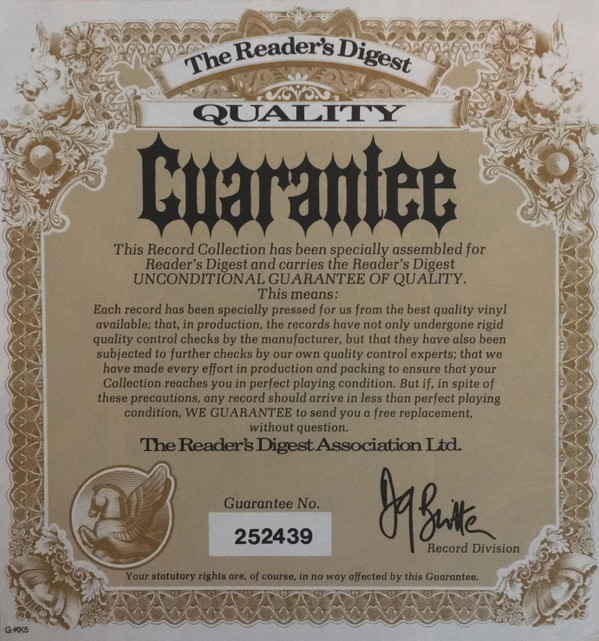 The Reader's Digest
QUALITY
Guarantee
This Record Collection has been specially assembled for
Reader's Digest and carries the Reader's Digest
UNCONDITIONAL GUARANTEE OF QUALITY.
This means:
Each record has been specially pressed for us from the best quality vinyl
available; that, in production, the records have not only undergone rigid
quality control checks by the manufacturer, but that they have also been
subjected to further checks by our own quality control experts; that we
have made every effort in production and packing to ensure that your
Collection reaches you in perfect playing condition. But if, in spite of
these precautions, any record should arrive in less than perfect playing
condition, WE GUARANTEE to send you a free replacement,
without question.
The Reader's Digest Association Ltd.
Guarantee No.
252439
Record Division
Your statutory rights are, of course, in no way affected by this Guarantee.
G-KK5